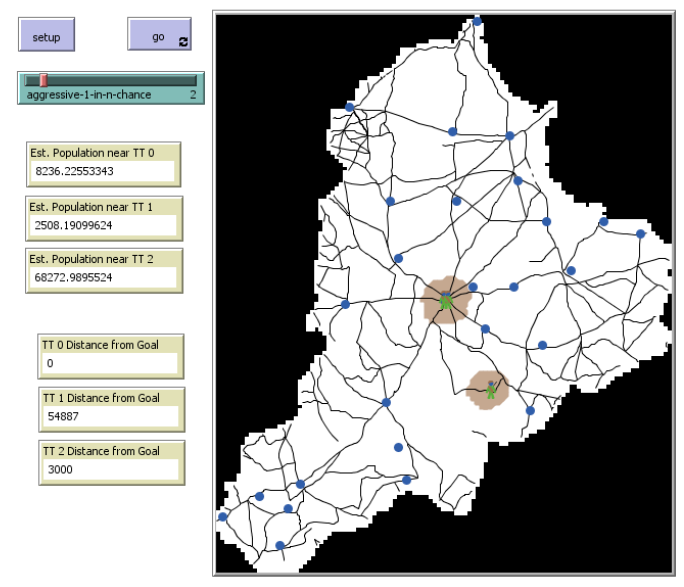 setup
go
aggressive-1-in-n-chance 2
Est. Population near TT 0
8236.22553343
Est. Population near TT 1
2508.19099624
Est. Population near TT 2
68272.9895524
TT 0 Distance from Goal
0
TT 1 Distance from Goal
54887
TT 2 Distance from Goal
3000